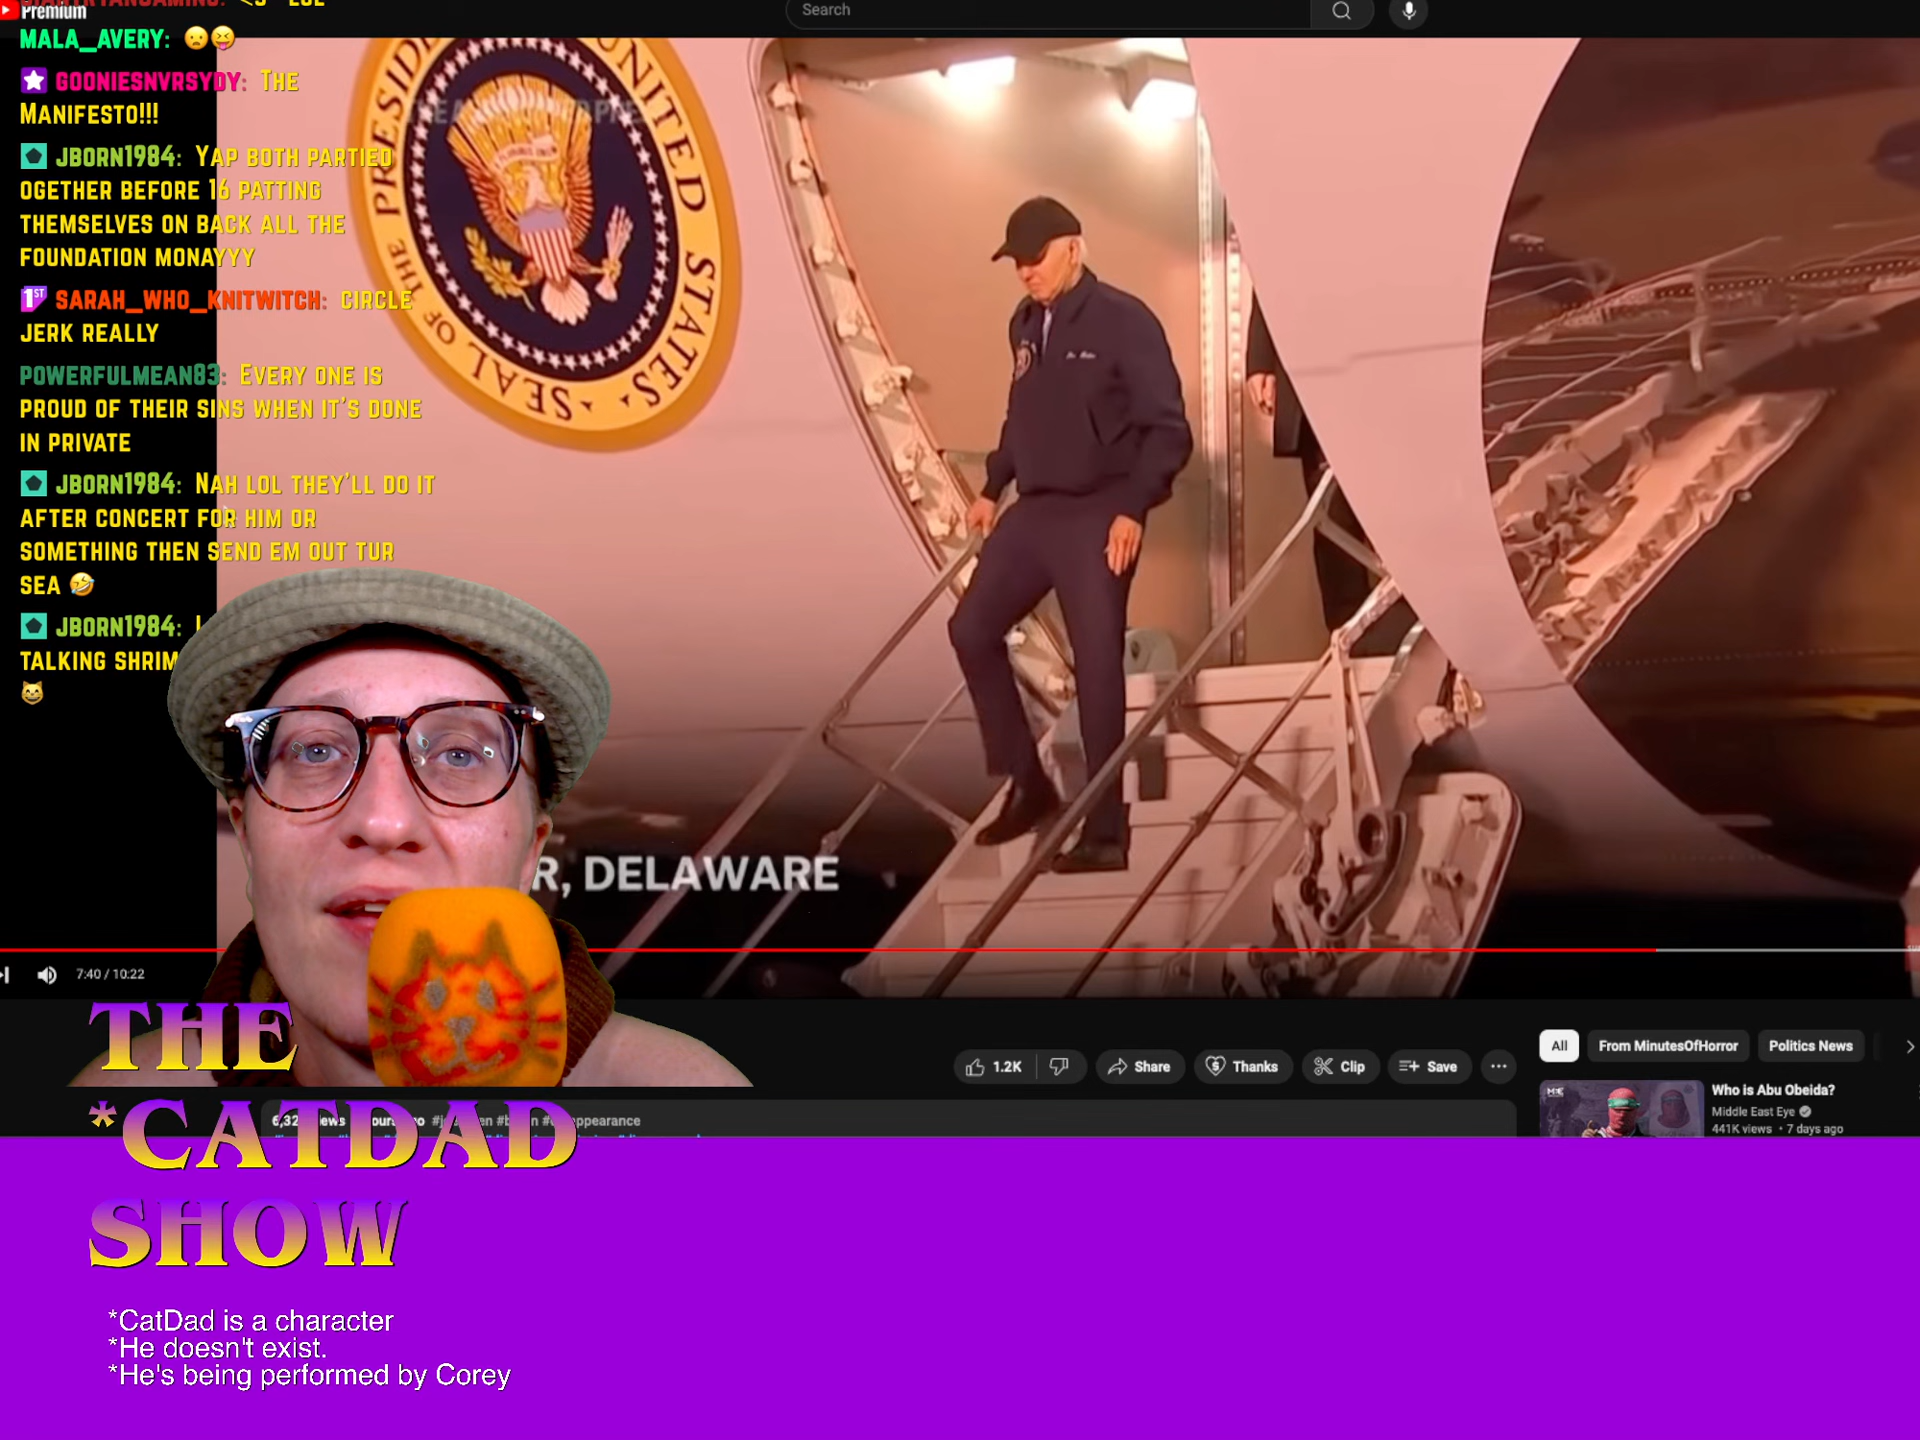 Premium
Search
<3 LOL
MALA_AVERY: 😦😝
GOONIESNVRSYDY: THE
MANIFESTO!!!
JBORN1984: YAP BOTH PARTIED
OGETHER BEFORE 16 PATTING
THEMSELVES ON BACK ALL THE
FOUNDATION MONAYYY
1ST SARAH_WHO_KNITWITCH: CIRCLE
JERK REALLY
POWERFULMEAN83: EVERY ONE IS
PROUD OF THEIR SINS WHEN IT'S DONE
IN PRIVATE
JBORN1984: NAH LOL THEY'LL DO IT
AFTER CONCERT FOR HIM OR
SOMETHING THEN SEND EM OUT TUR
SEA 🤣
JBORN1984:
TALKING SHRIM
😸
SEAL OF THE PRESIDENT UNITED STATES
R, DELAWARE
7:40 / 10:22
1.2K
Share
Thanks
Clip
Save
All
From MinutesOfHorror
Politics News
Who is Abu Obeida?
Middle East Eye
441K views • 7 days ago
THE
*CATDAD
SHOW
*CatDad is a character
*He doesn't exist.
*He's being performed by Corey